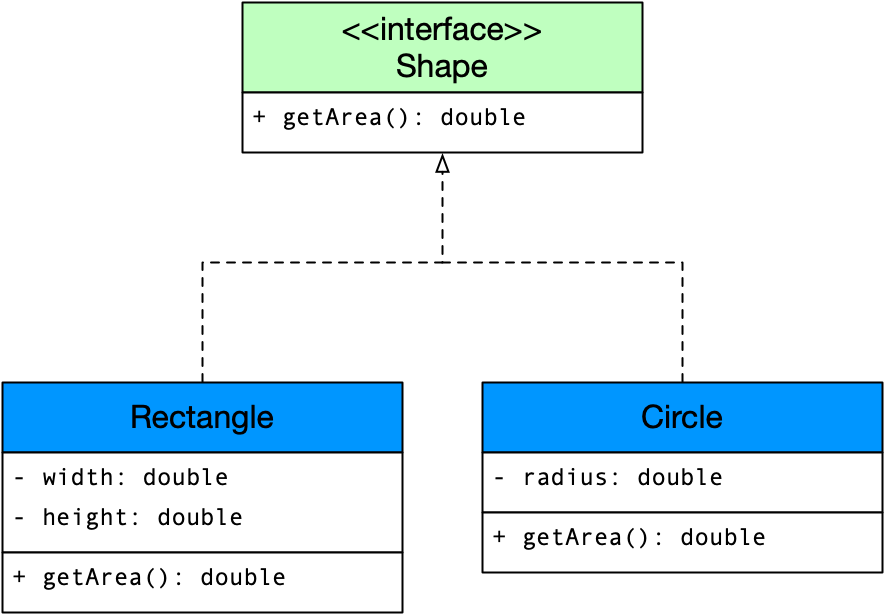 <<interface>>
Shape
+ getArea(): double
Rectangle
- width: double
- height: double
+ getArea(): double
Circle
- radius: double
+ getArea(): double